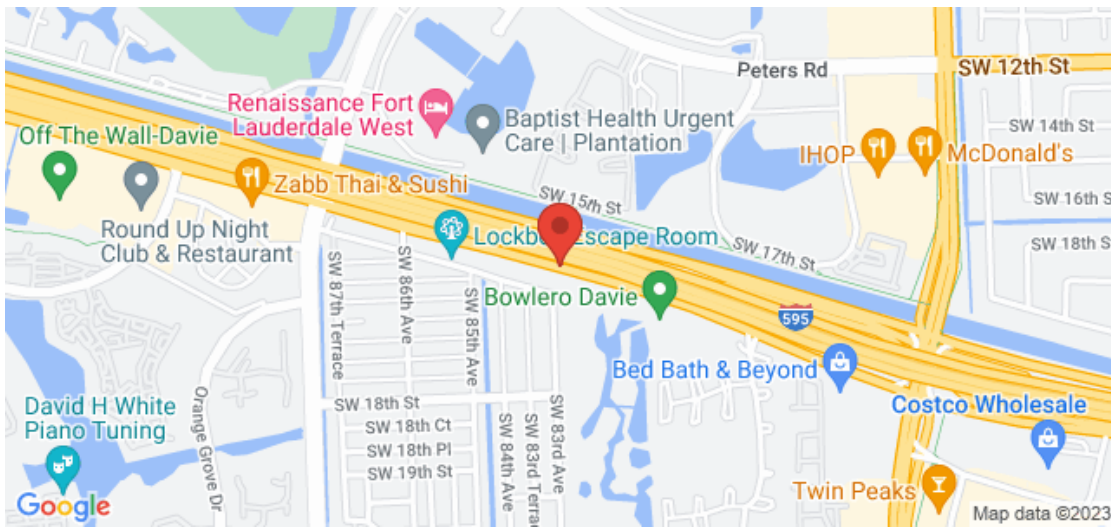 Peters Rd
SW 12th St
Renaissance Fort
Lauderdale West
Baptist Health Urgent
Care | Plantation
SW 14th St
IHOP
McDonald's
Off The Wall-Davie
Zabb Thai & Sushi
SW 15th St
SW 16th St
Round Up Night
Club & Restaurant
Lockbox Escape Room
SW 17th St
SW 18th St
SW 87th Terrace
SW 86th Ave
SW 85th Ave
Bowlero Davie
595
Bed Bath & Beyond
Costco Wholesale
Orange Grove Dr
David H White
Piano Tuning
SW 18th St
SW 18th Ct
SW 18th Pl
SW 19th St
SW 84th Ave
SW 83rd Terrace
SW 83rd Ave
Twin Peaks
Google
Map data ©2023